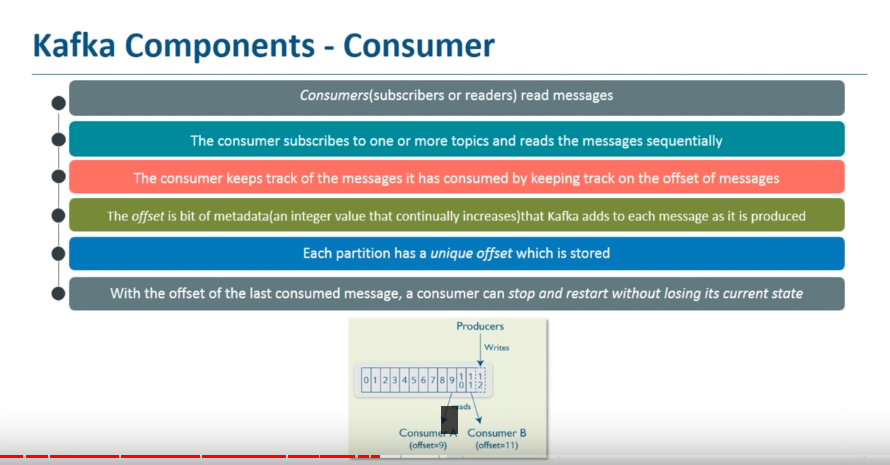 Kafka Components - Consumer
Consumers(subscribers or readers) read messages
The consumer subscribes to one or more topics and reads the messages sequentially
The consumer keeps track of the messages it has consumed by keeping track on the offset of messages
The offset is bit of metadata(an integer value that continually increases)that Kafka adds to each message as it is produced
Each partition has a unique offset which is stored
With the offset of the last consumed message, a consumer can stop and restart without losing its current state
Producers
Writes
0 1 2 3 4 5 6 7 8 9 10 11 12
Consumer A Consumer B
(offset=9) (offset=11)